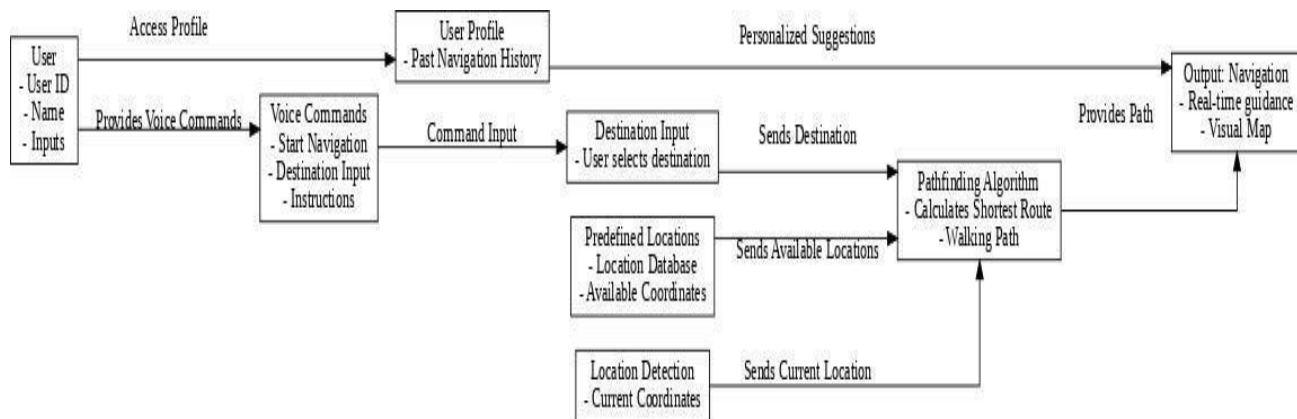 Access Profile
User Profile
- Past Navigation History
Personalized Suggestions
User
- User ID
- Name
- Inputs
Output: Navigation
- Real-time guidance
- Visual Map
Provides Voice Commands
Voice Commands
- Start Navigation
- Destination Input
- Instructions
Command Input
Destination Input
- User selects destination
Sends Destination
Provides Path
Pathfinding Algorithm
- Calculates Shortest Route
- Walking Path
Predefined Locations
- Location Database
- Available Coordinates
Sends Available Locations
Location Detection
- Current Coordinates
Sends Current Location